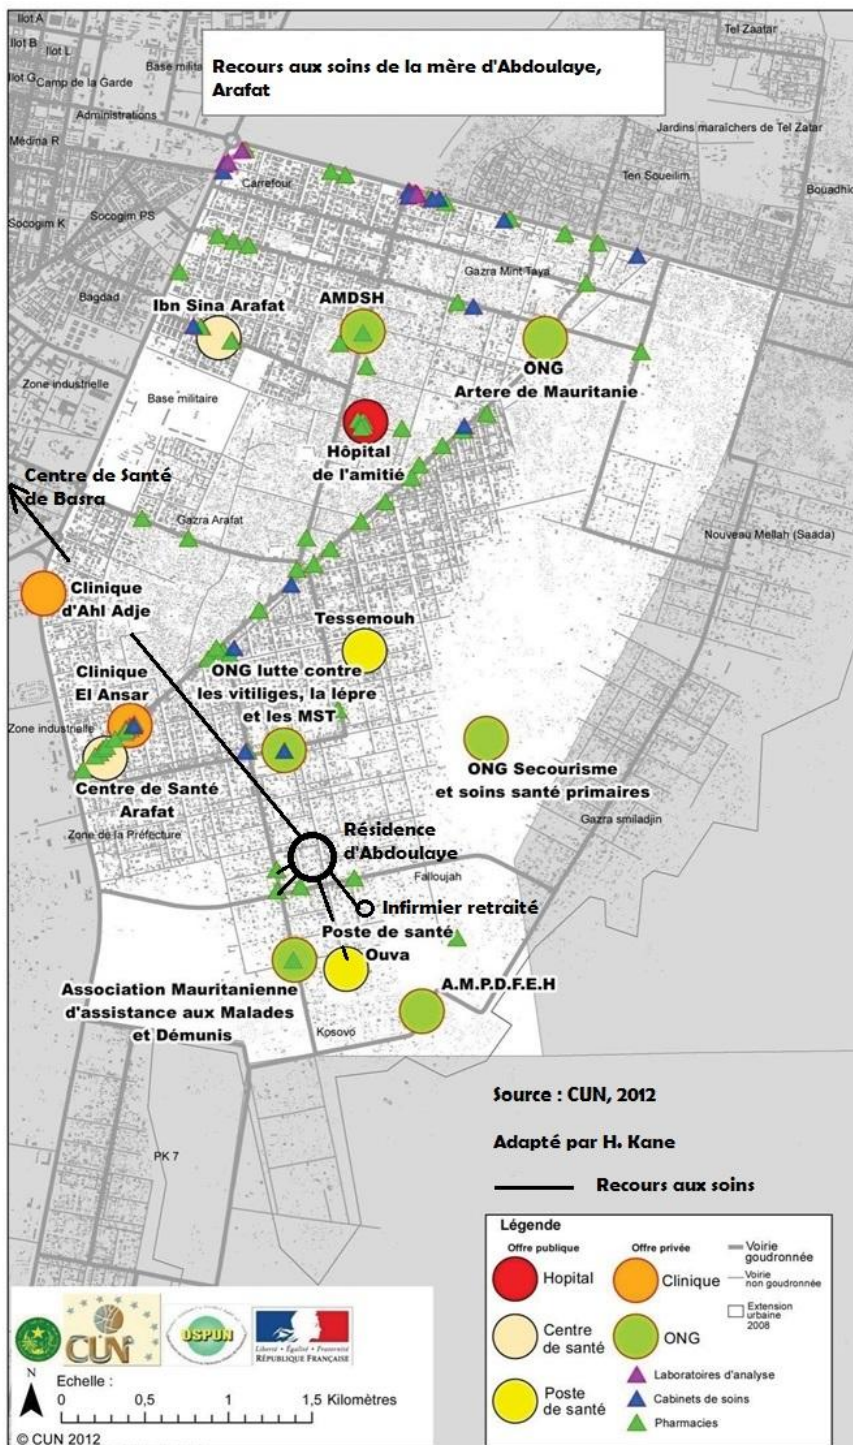 Ilot A
Ilot B
Ilot L
Ilot G
Camp de la Garde
Base milita
Administrations
Médina R
Recours aux soins de la mère d'Abdoulaye,
Arafat
Tel Zaatar
Jardins maraîchers de Tel Zatar
Ten Soueilim
Bouadhi
Carrefour
Socogim PS
Socogim K
Gazra Mint Taya
Bagdad
Ibn Sina Arafat
AMDSH
ONG
Artere de Mauritanie
Zone industrielle
Base militaire
Hôpital
de l'amitié
Centre de Santé
de Basra
Gazra Arafat
Nouveau Mellah (Saada)
Clinique
d'Ahl Adje
Tessemouh
Clinique
El Ansar
ONG lutte contre
les vitiliges, la lépre
et les MST
Zone industrielle
Centre de Santé
Arafat
ONG Secourisme
et soins santé primaires
Gazra smiladjin
Zone de la Préfecture
Résidence
d'Abdoulaye
Falloujah
Infirmier retraité
Poste de santé
Ouva
Association Mauritanienne
d'assistance aux Malades
et Démunis
A.M.P.D.F.E.H
Kosovo
PK 7
Source : CUN, 2012
Adapté par H. Kane
Recours aux soins
Légende
Offre publique
Offre privée
Voirie
goudronnée
Hopital
Clinique
Voirie
non goudronnée
Centre
de santé
ONG
Extension
urbaine
2008
Poste
de santé
Laboratoires d'analyse
Cabinets de soins
Pharmacies
CUN
DSPUN
Liberté • Égalité • Fraternité
RÉPUBLIQUE FRANÇAISE
N
Echelle :
0 0,5 1 1,5 Kilomètres
© CUN 2012